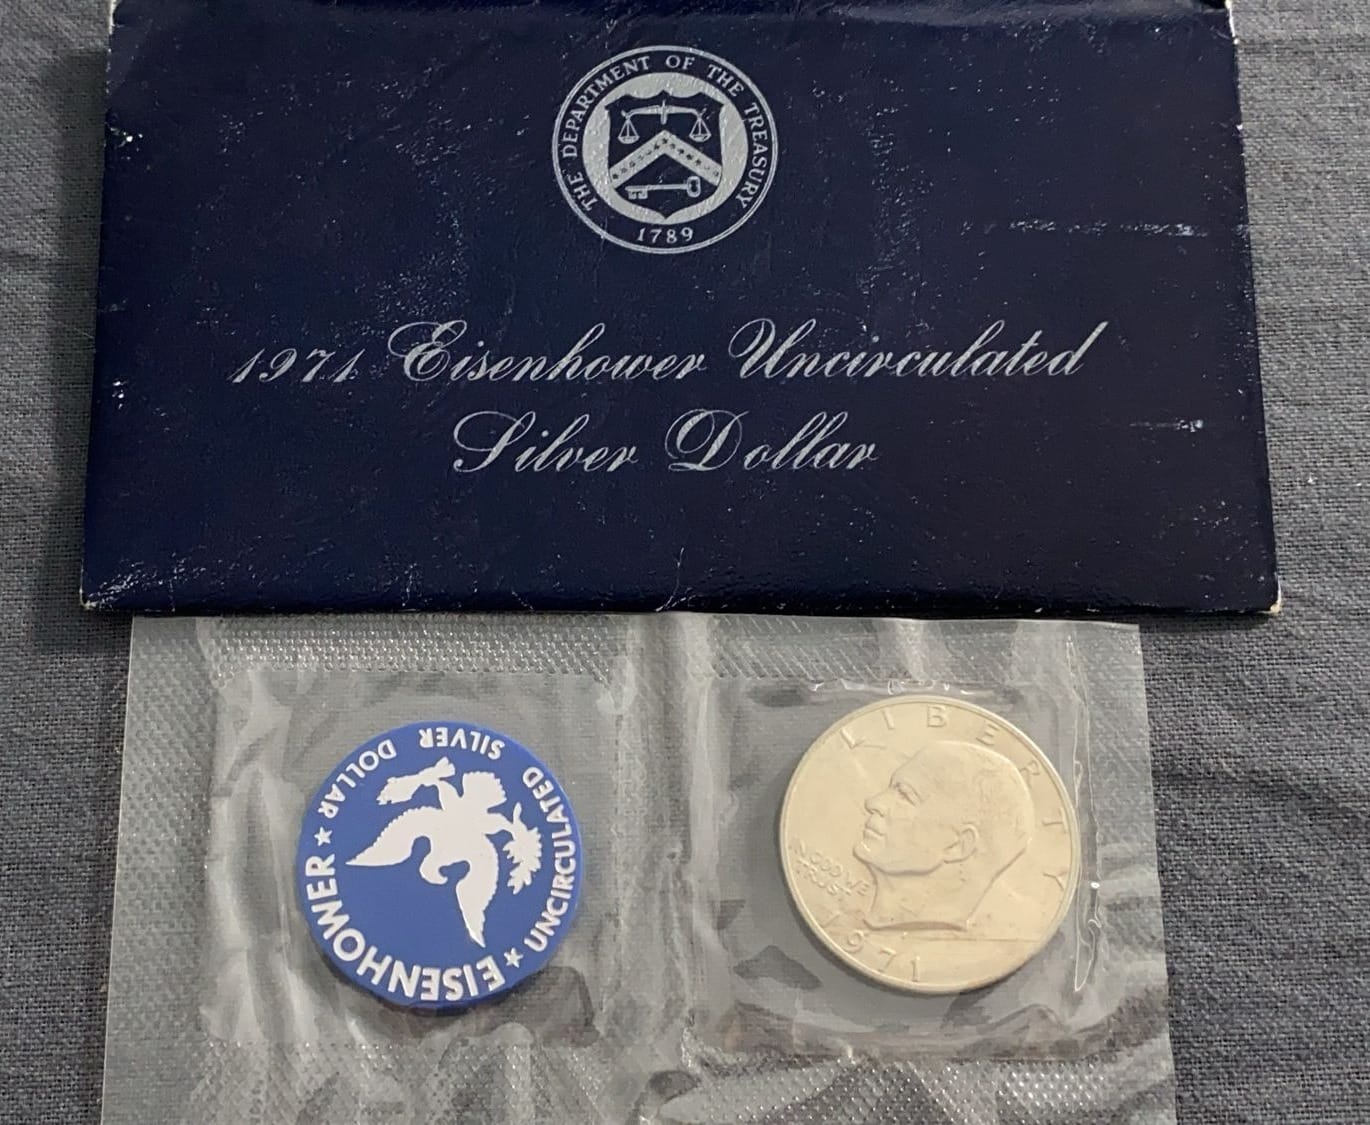 THE DEPARTMENT OF THE TREASURY
1789
1971 Eisenhower Uncirculated
Silver Dollar
EISENHOWER ★ UNCIRCULATED SILVER DOLLAR ★
LIBERTY
IN GOD WE
TRUST
1971